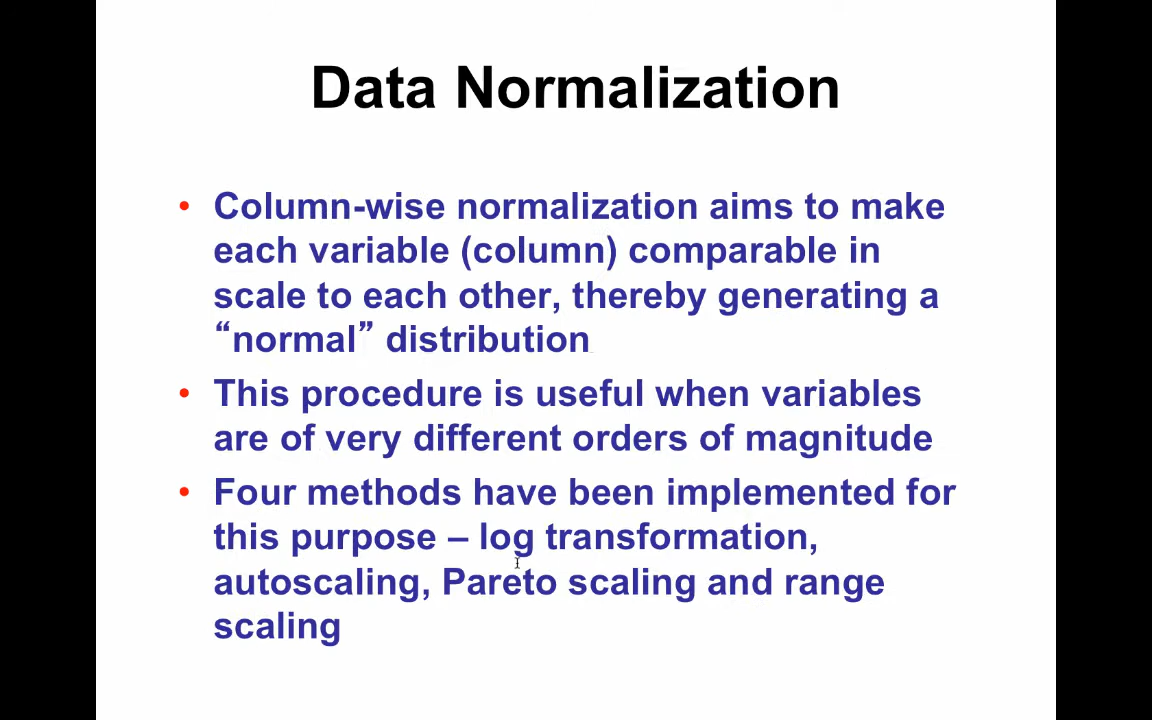 Data Normalization
• Column-wise normalization aims to make
each variable (column) comparable in
scale to each other, thereby generating a
“normal” distribution
• This procedure is useful when variables
are of very different orders of magnitude
• Four methods have been implemented for
this purpose – log transformation,
autoscaling, Pareto scaling and range
scaling